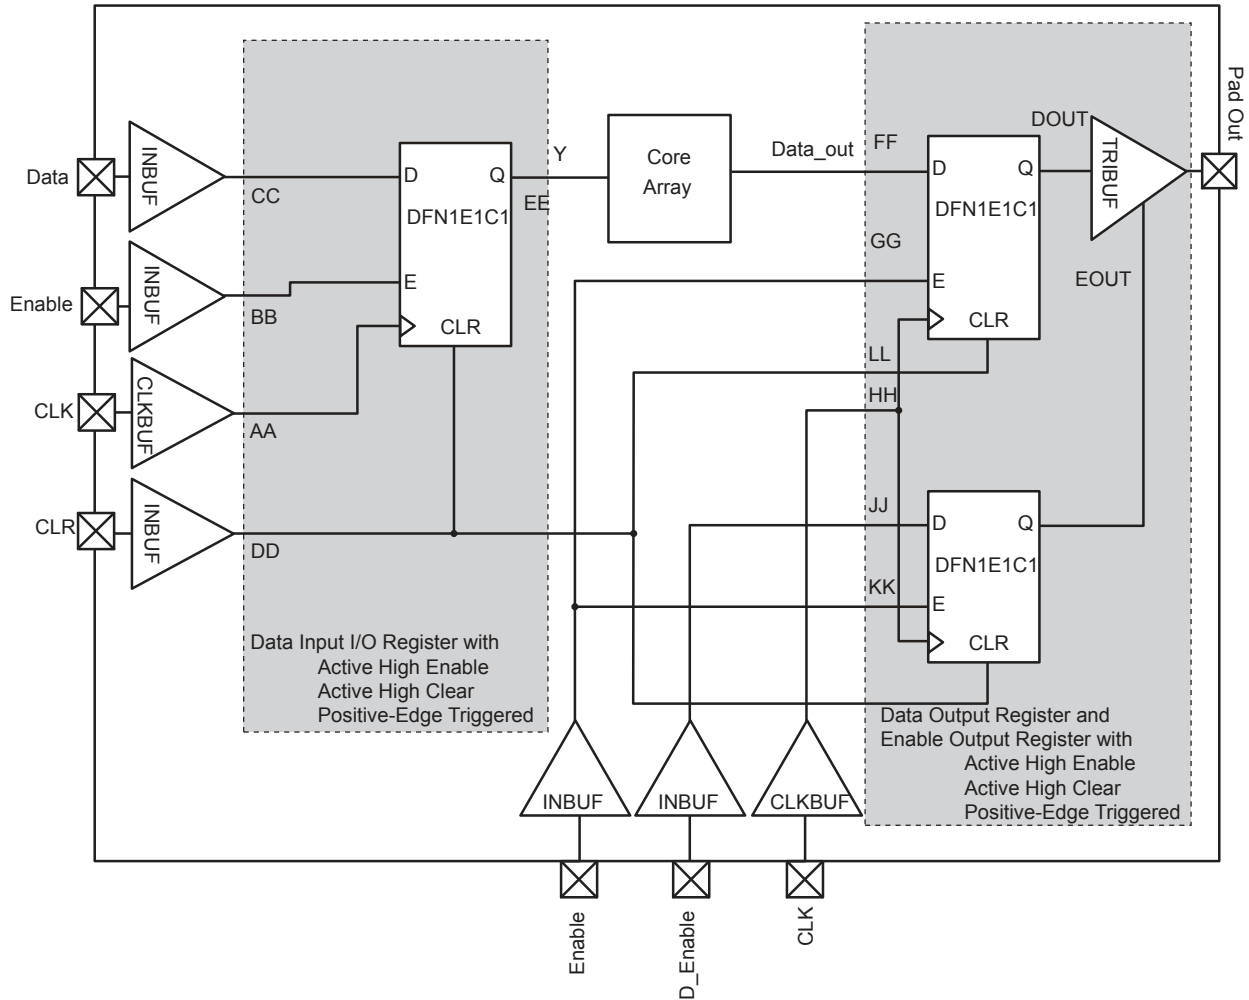 Data
INBUF
CC
Enable
INBUF
BB
CLK
CLKBUF
AA
CLR
INBUF
DD
D
Q
DFN1E1C1
E
CLR
Y
EE
Data Input I/O Register with
Active High Enable
Active High Clear
Positive-Edge Triggered
Core
Array
Data_out
FF
GG
LL
HH
JJ
KK
D
Q
DFN1E1C1
E
CLR
DOUT
TRIBUF
EOUT
Pad Out
D
Q
DFN1E1C1
E
CLR
Data Output Register and
Enable Output Register with
Active High Enable
Active High Clear
Positive-Edge Triggered
INBUF
INBUF
CLKBUF
Enable
D_Enable
CLK